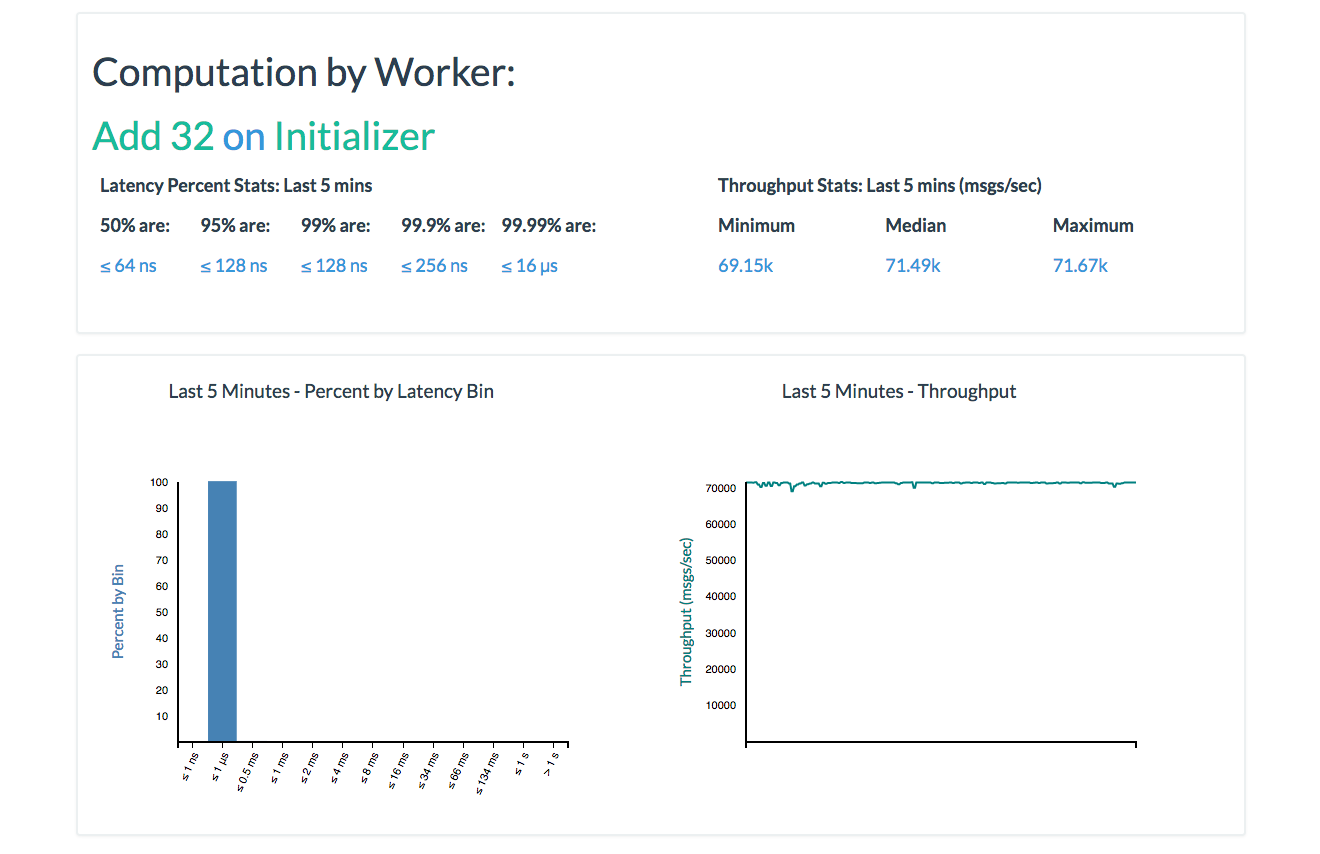 Computation by Worker:
Add 32 on Initializer
Latency Percent Stats: Last 5 mins
50% are: 95% are: 99% are: 99.9% are: 99.99% are:
≤ 64 ns ≤ 128 ns ≤ 128 ns ≤ 256 ns ≤ 16 µs
Throughput Stats: Last 5 mins (msgs/sec)
Minimum Median Maximum
69.15k 71.49k 71.67k
Last 5 Minutes - Percent by Latency Bin
Percent by Bin
100
90
80
70
60
50
40
30
20
10
≤ 1 ns ≤ 1 µs ≤ 0.5 ms ≤ 1 ms ≤ 2 ms ≤ 4 ms ≤ 8 ms ≤ 16 ms ≤ 34 ms ≤ 66 ms ≤ 134 ms ≤ 1 s > 1 s
Last 5 Minutes - Throughput
Throughput (msgs/sec)
70000
60000
50000
40000
30000
20000
10000